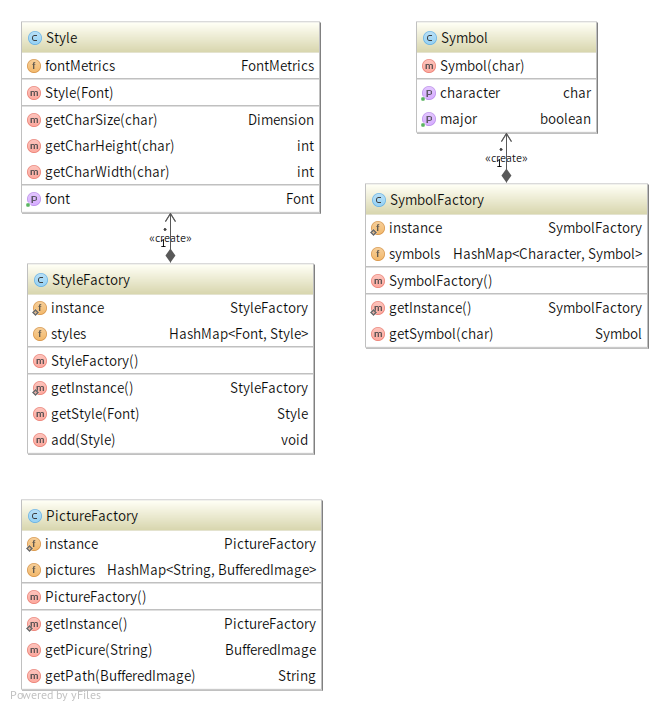 Style
fontMetrics FontMetrics
Style(Font)
getCharSize(char) Dimension
getCharHeight(char) int
getCharWidth(char) int
font Font
«create»
1
*
StyleFactory
instance StyleFactory
styles HashMap<Font, Style>
StyleFactory()
getInstance() StyleFactory
getStyle(Font) Style
add(Style) void
Symbol
Symbol(char)
character char
major boolean
«create»
1
*
SymbolFactory
instance SymbolFactory
symbols HashMap<Character, Symbol>
SymbolFactory()
getInstance() SymbolFactory
getSymbol(char) Symbol
PictureFactory
instance PictureFactory
pictures HashMap<String, BufferedImage>
PictureFactory()
getInstance() PictureFactory
getPicure(String) BufferedImage
getPath(BufferedImage) String
Powered by yFiles